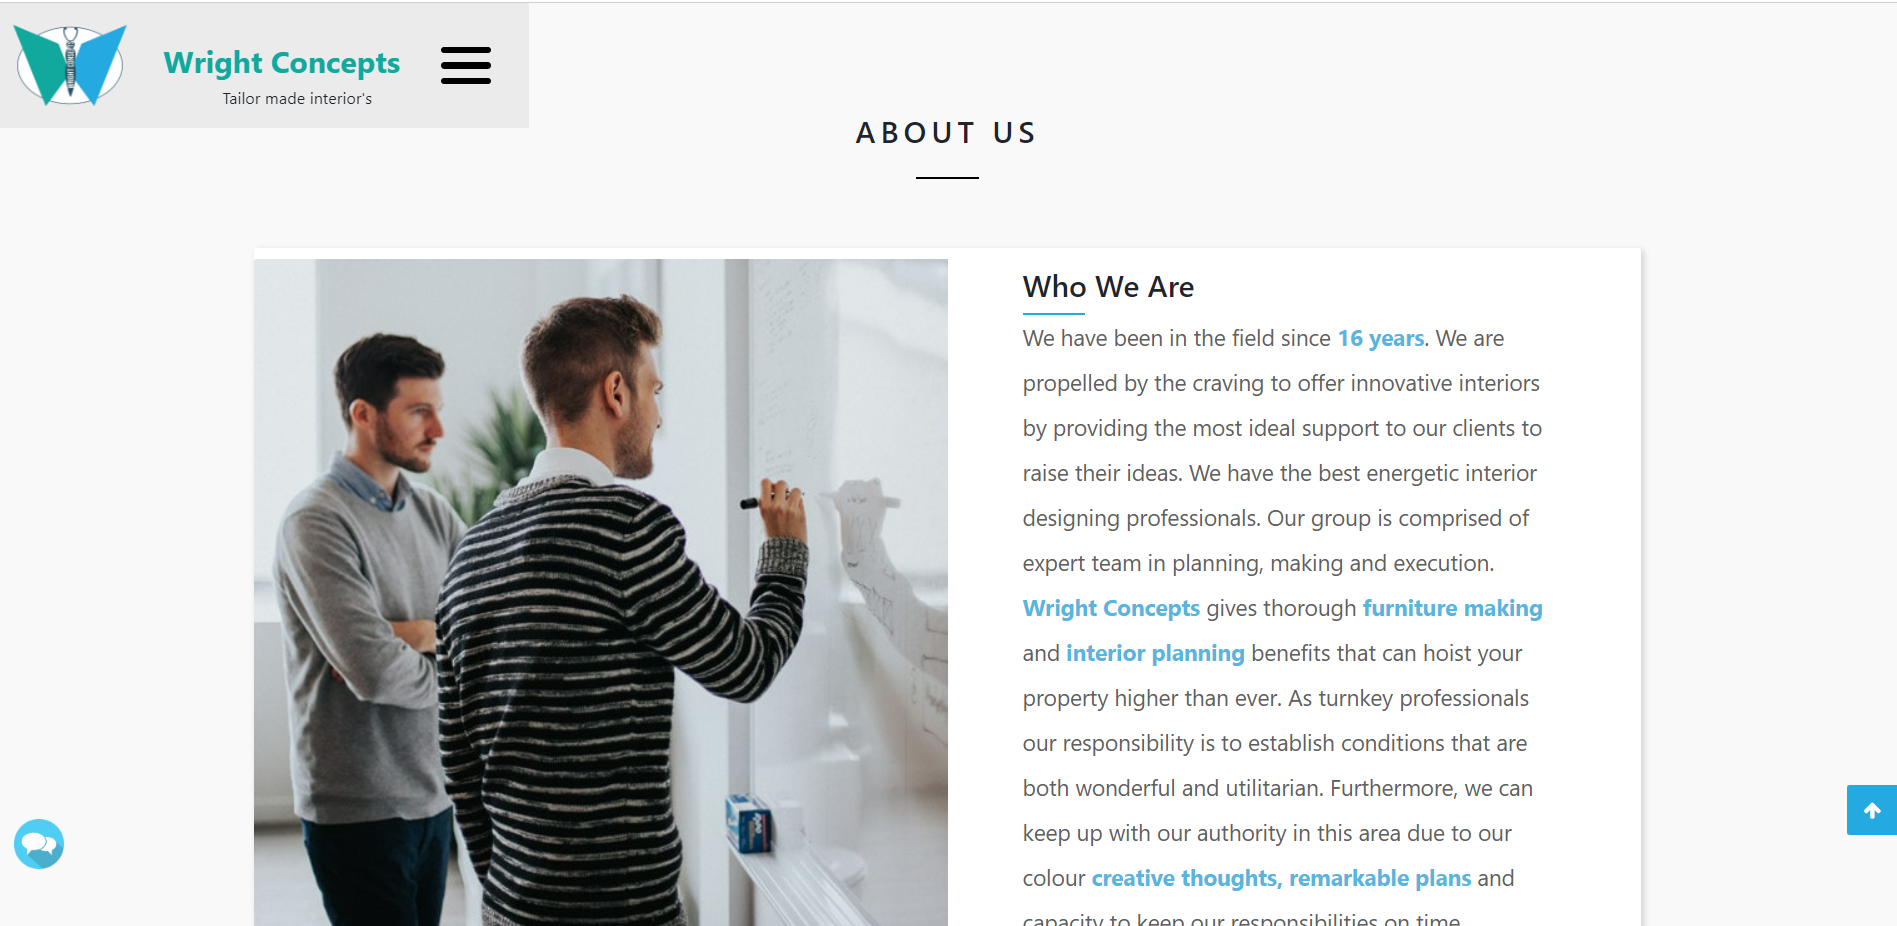 Wright Concepts
Tailor made interior's
ABOUT US
Who We Are
We have been in the field since 16 years. We are
propelled by the craving to offer innovative interiors
by providing the most ideal support to our clients to
raise their ideas. We have the best energetic interior
designing professionals. Our group is comprised of
expert team in planning, making and execution.
Wright Concepts gives thorough furniture making
and interior planning benefits that can hoist your
property higher than ever. As turnkey professionals
our responsibility is to establish conditions that are
both wonderful and utilitarian. Furthermore, we can
keep up with our authority in this area due to our
colour creative thoughts, remarkable plans and
capacity to keep our responsibilities on time.